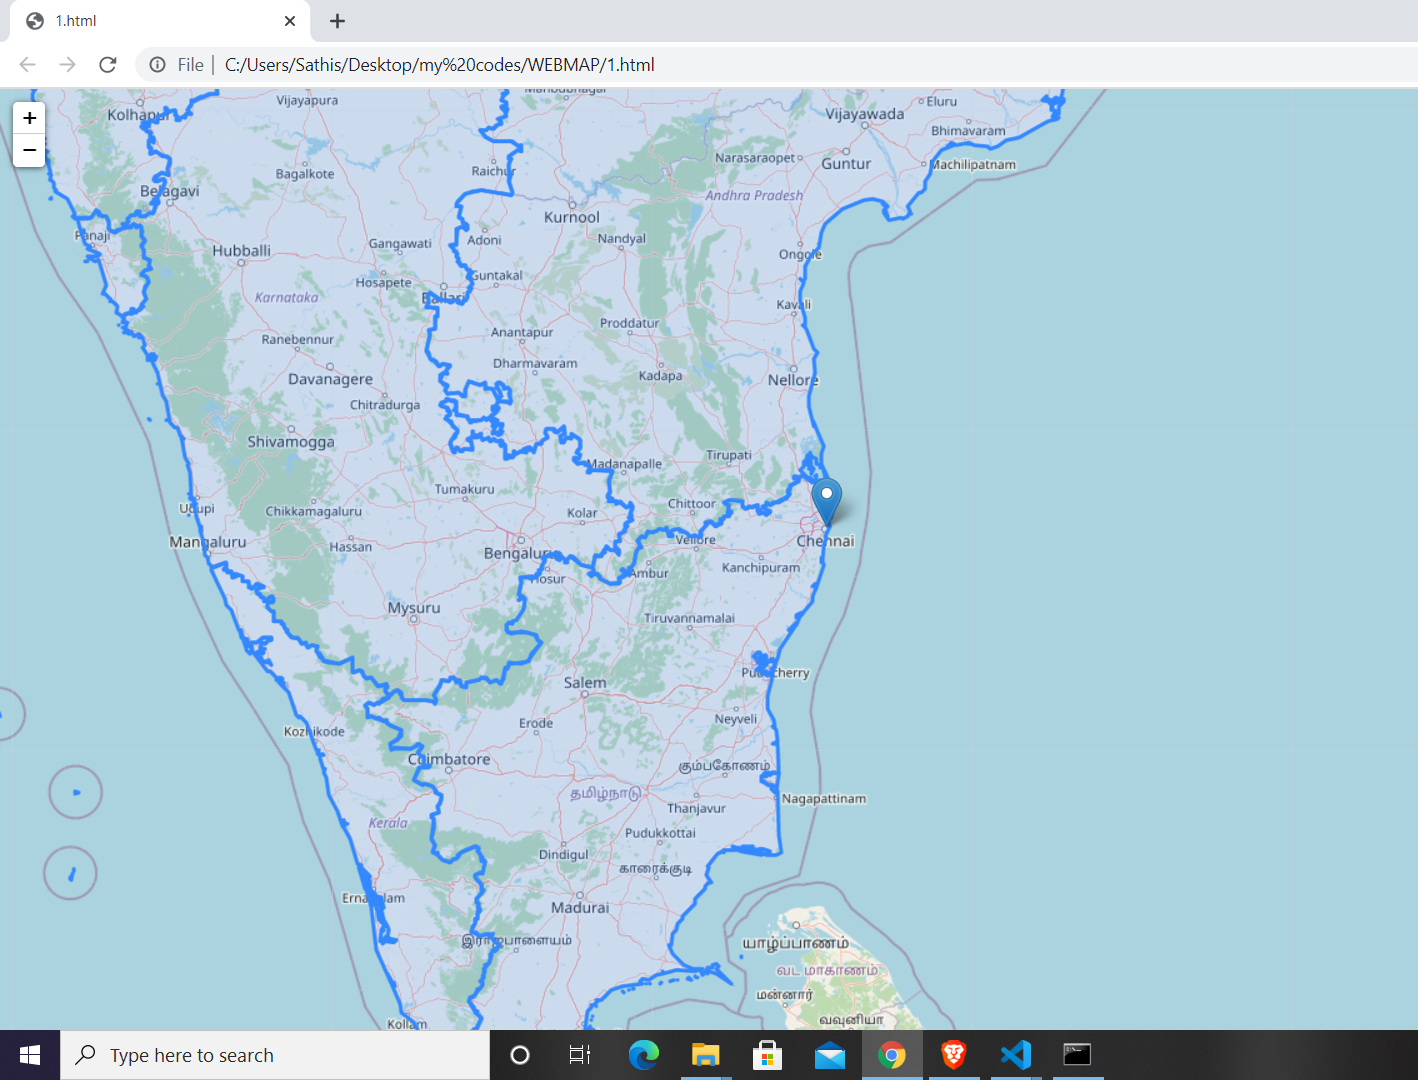 1.html
File | C:/Users/Sathis/Desktop/my%20codes/WEBMAP/1.html
+
−
Kolhapur
Vijayapura
Mahbubnagar
Vijayawada
Eluru
Bhimavaram
Machilipatnam
Guntur
Narasaraopet
Raichur
Bagalkote
Belagavi
Andhra Pradesh
Kurnool
Panaji
Hubballi
Gangawati
Adoni
Nandyal
Ongole
Hosapete
Guntakal
Karnataka
Ballari
Kavali
Ranebennur
Anantapur
Proddatur
Davanagere
Dharmavaram
Kadapa
Nellore
Chitradurga
Shivamogga
Madanapalle
Tirupati
Tumakuru
Chittoor
Udupi
Chikkamagaluru
Kolar
Mangaluru
Hassan
Bengaluru
Vellore
Chennai
Hosur
Ambur
Kanchipuram
Mysuru
Tiruvannamalai
Salem
Puducherry
Kozhikode
Erode
Neyveli
Coimbatore
கும்பகோணம்
தமிழ்நாடு
Nagapattinam
Thanjavur
Kerala
Pudukkottai
Dindigul
காரைக்குடி
Ernakulam
Madurai
இராஜபாளையம்
யாழ்ப்பாணம்
வட மாகாணம்
மன்னார்
Kollam
வவுனியா
Type here to search